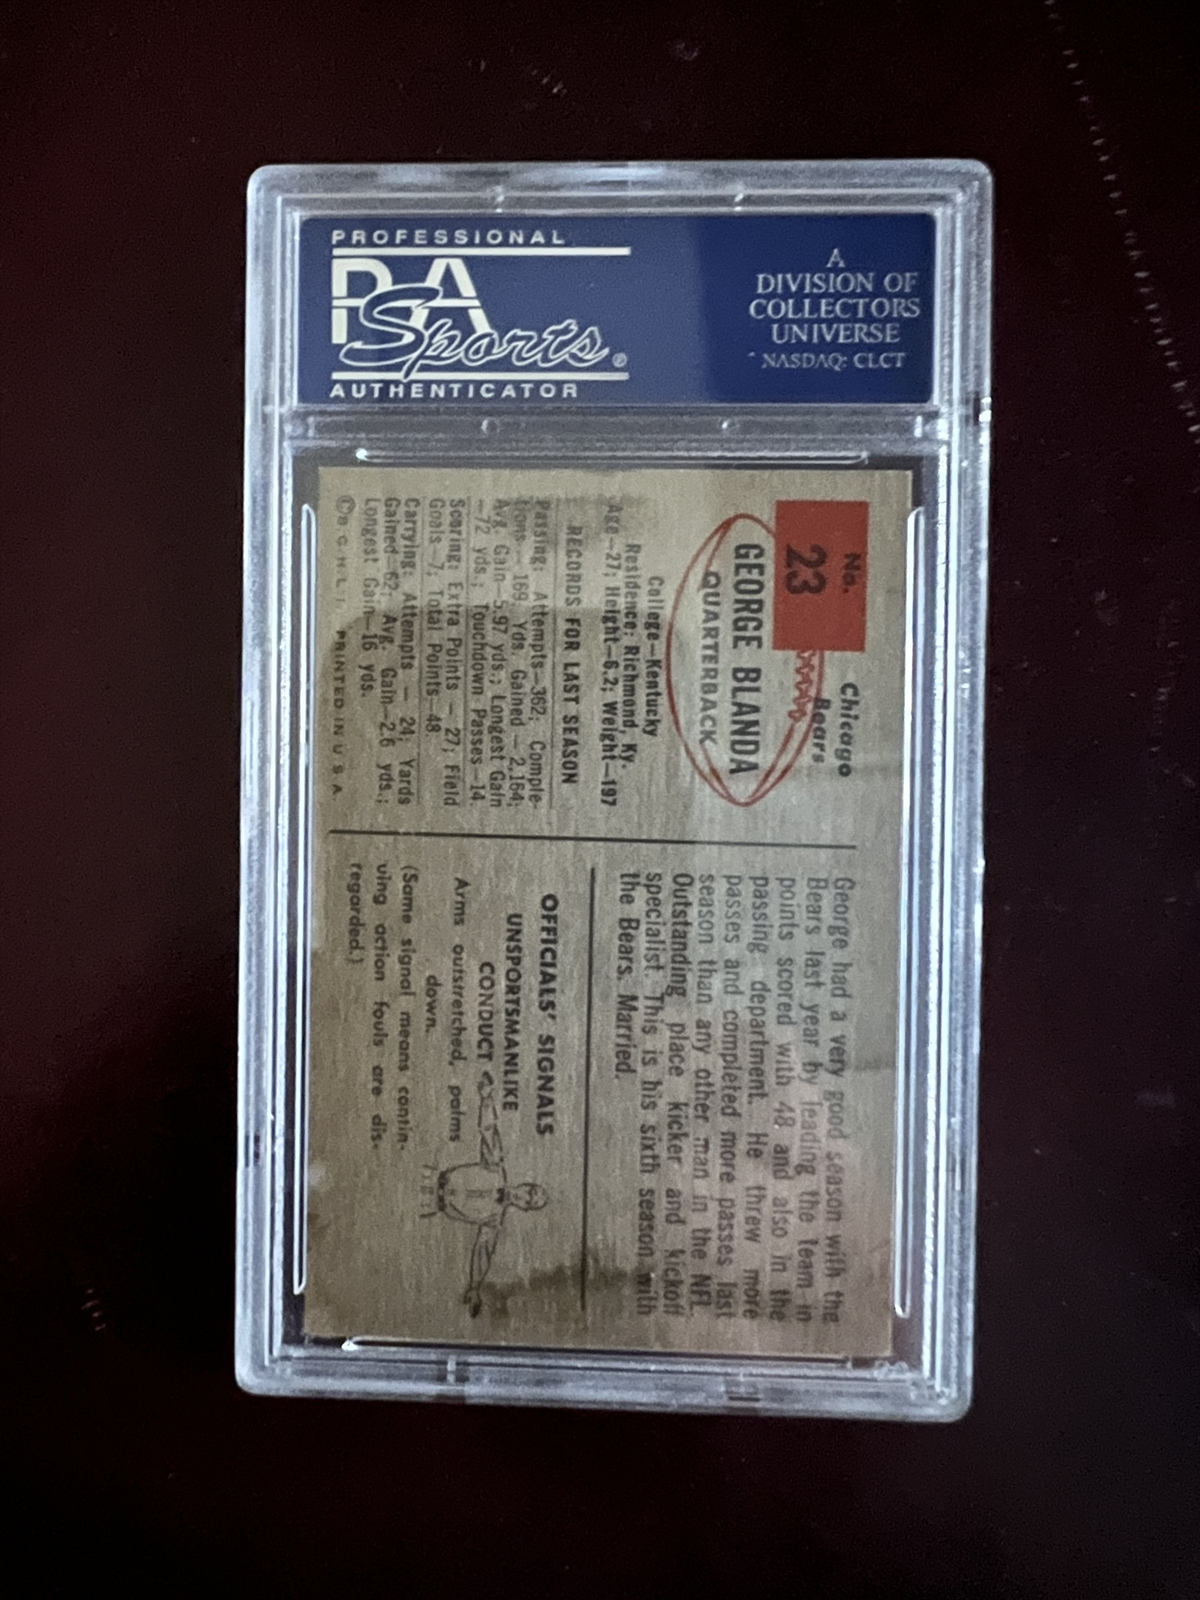 PROFESSIONAL
PSA
Sports®
AUTHENTICATOR
A
DIVISION OF
COLLECTORS
UNIVERSE
NASDAQ: CLCT
No.
23
Chicago
Bears
GEORGE BLANDA
QUARTERBACK
College—Kentucky
Residence: Richmond, Ky.
Age—27; Height—6.2; Weight—197
RECORDS FOR LAST SEASON
Passing: Attempts—362; Comple-
tions—169; Yds. Gained—2,164;
Avg. Gain—5.97 yds.; Longest Gain
—72 yds.; Touchdown Passes—14.
Scoring: Extra Points—27; Field
Goals—7; Total Points—48.
Carrying: Attempts—24; Yards
Gained—62; Avg. Gain—2.6 yds.;
Longest Gain—16 yds.
©B.G.H.L.I. PRINTED IN U.S.A.
George had a very good season with the
Bears last year by leading the team in
points scored with 48 and also in the
passing department. He threw more
passes and completed more passes last
season than any other man in the NFL.
Outstanding place kicker and kickoff
specialist. This is his sixth season with
the Bears. Married.
OFFICIALS' SIGNALS
UNSPORTSMANLIKE
CONDUCT
Arms outstretched, palms
down.
(Same signal means contin-
uing action fouls are dis-
regarded.)